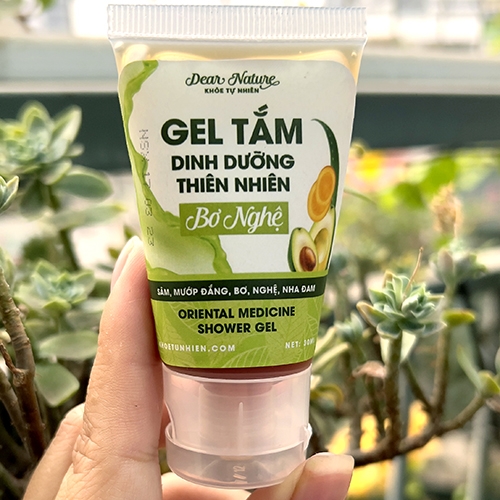 Dear Nature
KHỎE TỰ NHIÊN
GEL TẮM
DINH DƯỠNG
THIÊN NHIÊN
Bơ Nghệ
SÂM, MƯỚP ĐẮNG, BƠ, NGHỆ, NHA ĐAM
ORIENTAL MEDICINE
SHOWER GEL
NET: